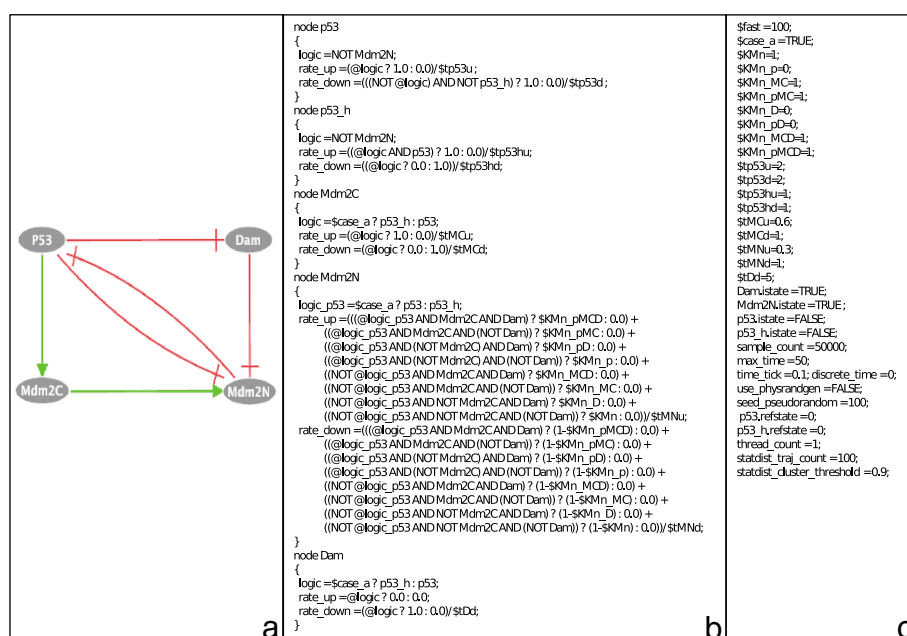 P53
Dam
Mdm2C
Mdm2N
a
node p53
{
logic = NOT Mdm2N;
rate_up = (@logic ? 1.0 : 0.0)/$tp53u;
rate_down = (((NOT @logic) AND NOT p53_h) ? 1.0 : 0.0)/$tp53d;
}
node p53_h
{
logic = NOT Mdm2N;
rate_up = ((@logic AND p53) ? 1.0 : 0.0)/$tp53hu;
rate_down = ((@logic ? 0.0 : 1.0))/$tp53hd;
}
node Mdm2C
{
logic = $case_a ? p53_h : p53;
rate_up = (@logic ? 1.0 : 0.0)/$tMCu;
rate_down = (@logic ? 0.0 : 1.0)/$tMCd;
}
node Mdm2N
{
logic_p53 = $case_a ? p53 : p53_h;
rate_up = (((@logic_p53 AND Mdm2C AND Dam) ? $KMn_pMCD : 0.0) +
((@logic_p53 AND Mdm2C AND (NOT Dam)) ? $KMn_pMC : 0.0) +
((@logic_p53 AND (NOT Mdm2C) AND Dam) ? $KMn_pD : 0.0) +
((@logic_p53 AND (NOT Mdm2C) AND (NOT Dam)) ? $KMn_p : 0.0) +
((NOT @logic_p53 AND Mdm2C AND Dam) ? $KMn_MCD : 0.0) +
((NOT @logic_p53 AND Mdm2C AND (NOT Dam)) ? $KMn_MC : 0.0) +
((NOT @logic_p53 AND NOT Mdm2C AND Dam) ? $KMn_D : 0.0) +
((NOT @logic_p53 AND NOT Mdm2C AND (NOT Dam)) ? $KMn : 0.0))/$tMNu;
rate_down = ((((@logic_p53 AND Mdm2C AND Dam) ? (1-$KMn_pMCD) : 0.0) +
((@logic_p53 AND Mdm2C AND (NOT Dam)) ? (1-$KMn_pMC) : 0.0) +
((@logic_p53 AND (NOT Mdm2C) AND Dam) ? (1-$KMn_pD) : 0.0) +
((@logic_p53 AND (NOT Mdm2C) AND (NOT Dam)) ? (1-$KMn_p) : 0.0) +
((NOT @logic_p53 AND Mdm2C AND Dam) ? (1-$KMn_MCD) : 0.0) +
((NOT @logic_p53 AND Mdm2C AND (NOT Dam)) ? (1-$KMn_MC) : 0.0) +
((NOT @logic_p53 AND NOT Mdm2C AND Dam) ? (1-$KMn_D) : 0.0) +
((NOT @logic_p53 AND NOT Mdm2C AND (NOT Dam)) ? (1-$KMn) : 0.0))/$tMNd;
}
node Dam
{
logic = $case_a ? p53_h : p53;
rate_up = @logic ? 0.0 : 0.0;
rate_down = (@logic ? 1.0 : 0.0)/$tDd;
}
b
$fast = 100;
$case_a = TRUE;
$KMn=1;
$KMn_p=0;
$KMn_MC=1;
$KMn_pMC=1;
$KMn_D=0;
$KMn_pD=0;
$KMn_MCD=1;
$KMn_pMCD=1;
$tp53u=2;
$tp53d=2;
$tp53hu=1;
$tp53hd=1;
$tMCu=0.6;
$tMCd=1;
$tMNu=0.3;
$tMNd=1;
$tDd=5;
Dam.istate = TRUE;
Mdm2N.istate = TRUE;
p53.istate = FALSE;
p53_h.istate = FALSE;
sample_count = 50000;
max_time = 50;
time_tick = 0.1; discrete_time = 0;
use_physrandgen = FALSE;
seed_pseudorandom = 100;
p53.refstate = 0;
p53_h.refstate = 0;
thread_count = 1;
statdist_traj_count = 100;
statdist_cluster_threshold = 0.9;
c